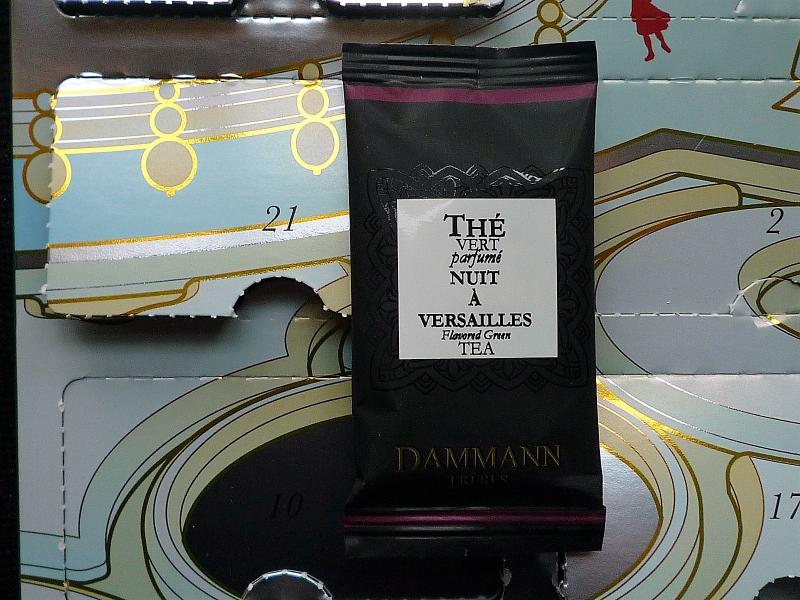 21
2
THÉ
VERT
parfumé
NUIT
À
VERSAILLES
Flavored Green
TEA
DAMMANN
FRÈRES
10
17